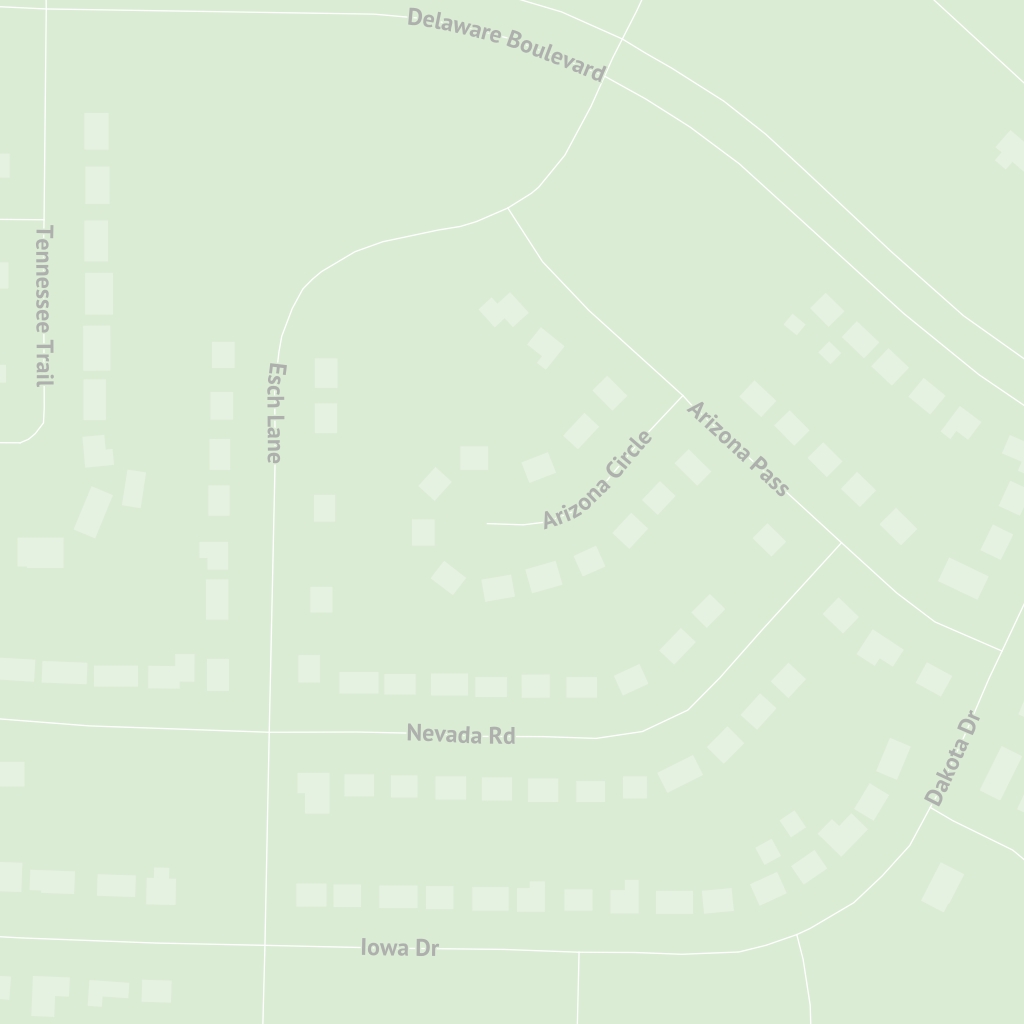 Delaware Boulevard
Tennessee Trail
Esch Lane
Arizona Circle
Arizona Pass
Nevada Rd
Dakota Dr
Iowa Dr